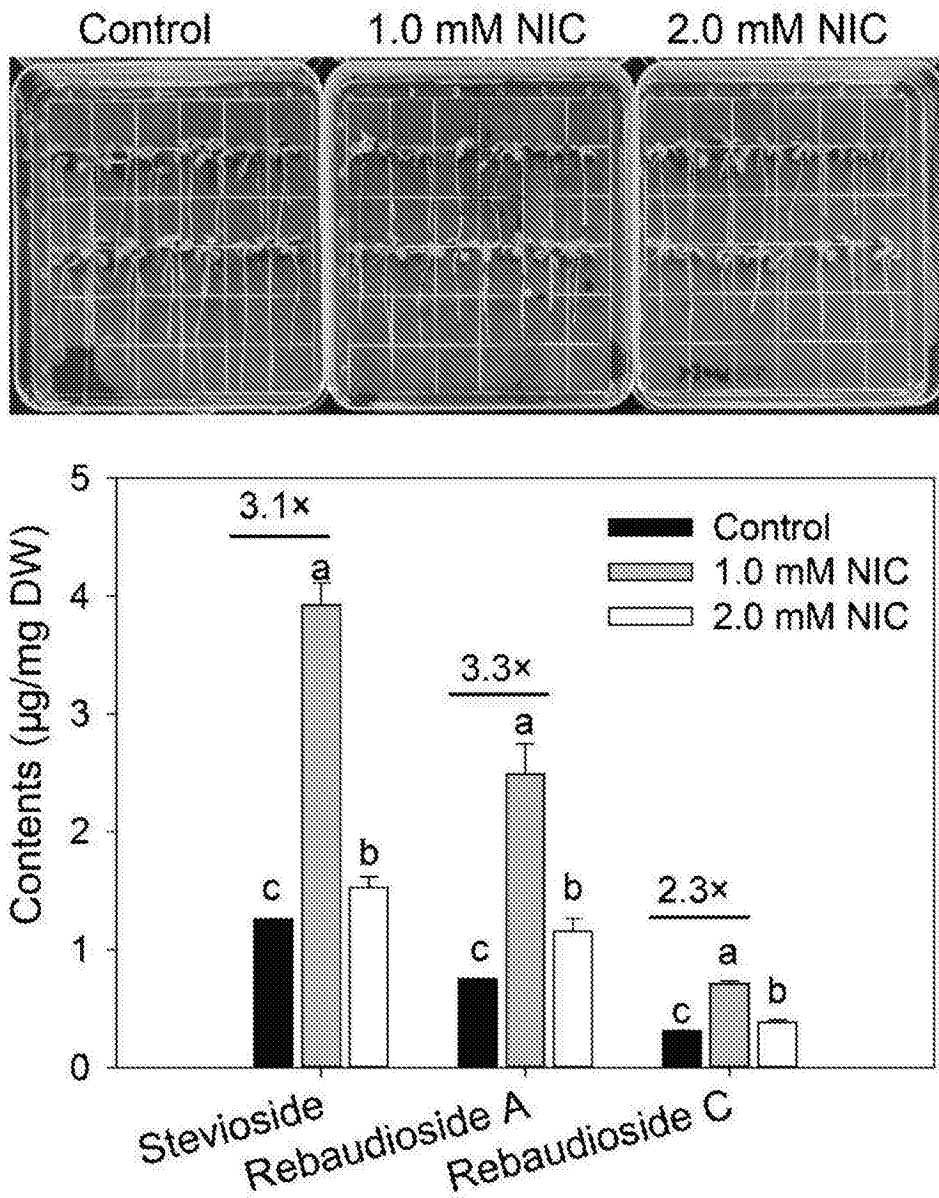 Control 1.0 mM NIC 2.0 mM NIC
5
4
3
2
1
0
Contents (µg/mg DW)
3.1×
3.3×
2.3×
Control
1.0 mM NIC
2.0 mM NIC
c a b
c a b
c a b
Stevioside
Rebaudioside A
Rebaudioside C